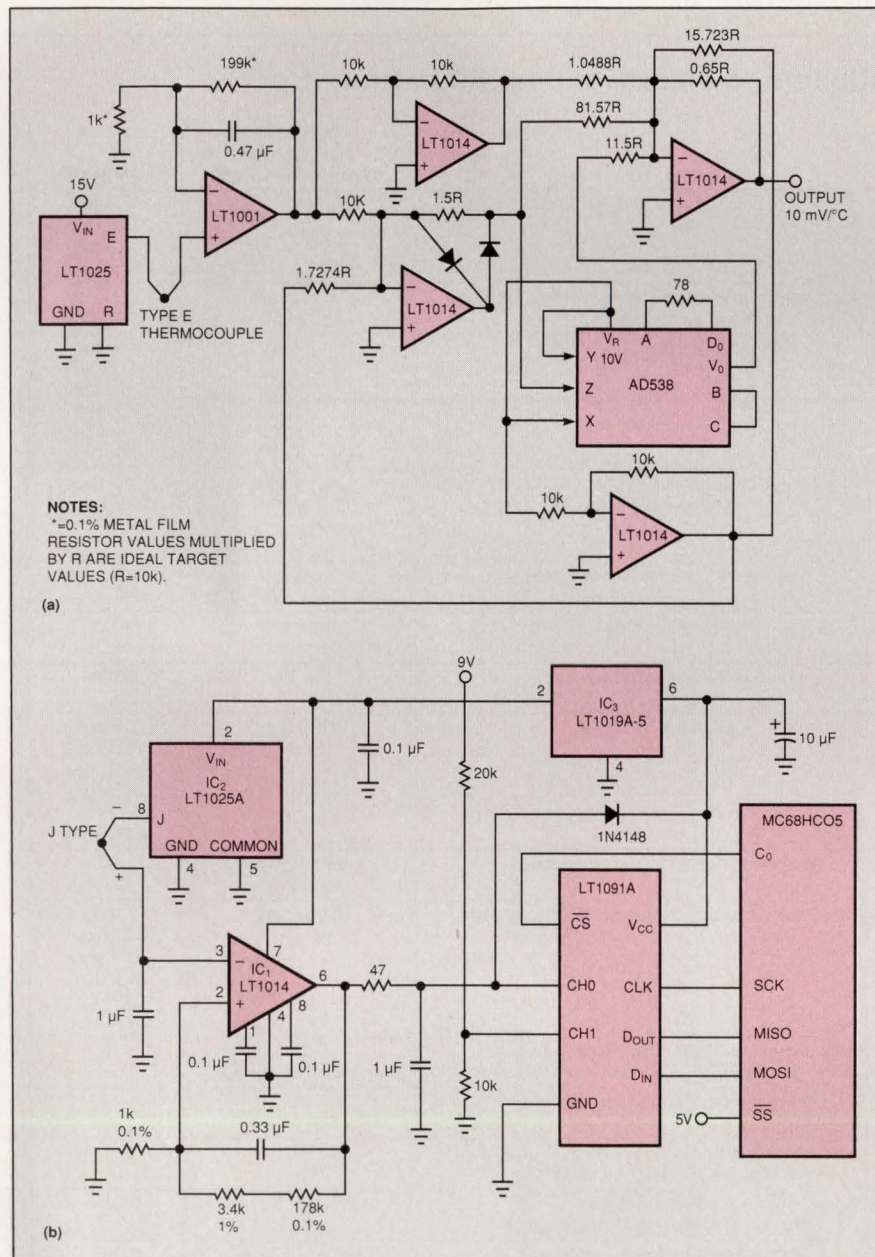 199k*
1k*
0.47 µF
15V
V_IN
E
LT1025
GND
R
TYPE E
THERMOCOUPLE
–
+
LT1001
10k
10k
–
+
LT1014
10K
1.5R
1.7274R
–
+
LT1014
15.723R
1.0488R
0.65R
81.57R
11.5R
–
+
LT1014
OUTPUT
10 mV/°C
78
V_R
A
D_0
Y
10V
V_0
Z
AD538
B
X
C
10k
10k
–
+
LT1014
NOTES:
*=0.1% METAL FILM
RESISTOR VALUES MULTIPLIED
BY R ARE IDEAL TARGET
VALUES (R=10k).
(a)
9V
2
IC3
LT1019A-5
6
4
2
V_IN
IC2
LT1025A
8
J
GND
COMMON
4
5
–
J TYPE
+
0.1 µF
20k
+
10 µF
1N4148
MC68HCO5
C_0
LT1091A
CS
V_CC
3
–
7
IC1
LT1014
6
47
2
+
1
4
8
1 µF
0.1 µF
0.1 µF
1 µF
CH0
CLK
SCK
CH1
D_OUT
MISO
D_IN
MOSI
10k
GND
5V
SS
1k
0.1%
0.33 µF
3.4k
1%
178k
0.1%
(b)